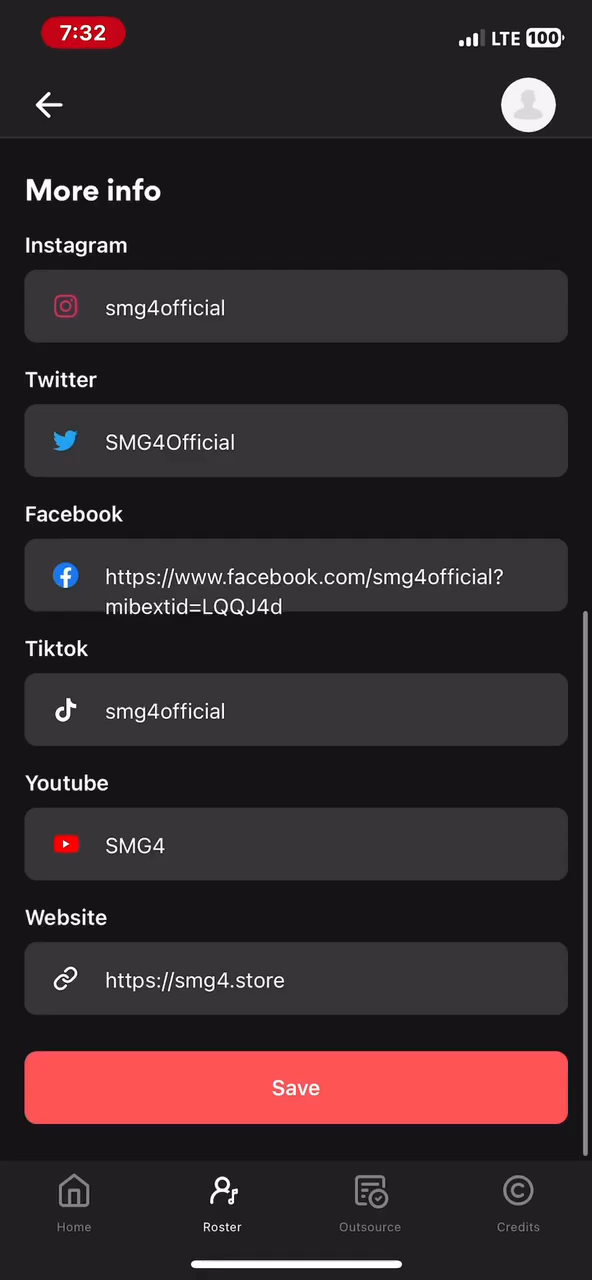 7:32
LTE 100
More info
Instagram
smg4official
Twitter
SMG4Official
Facebook
https://www.facebook.com/smg4official?
mibextid=LQQJ4d
Tiktok
smg4official
Youtube
SMG4
Website
https://smg4.store
Save
Home Roster Outsource Credits